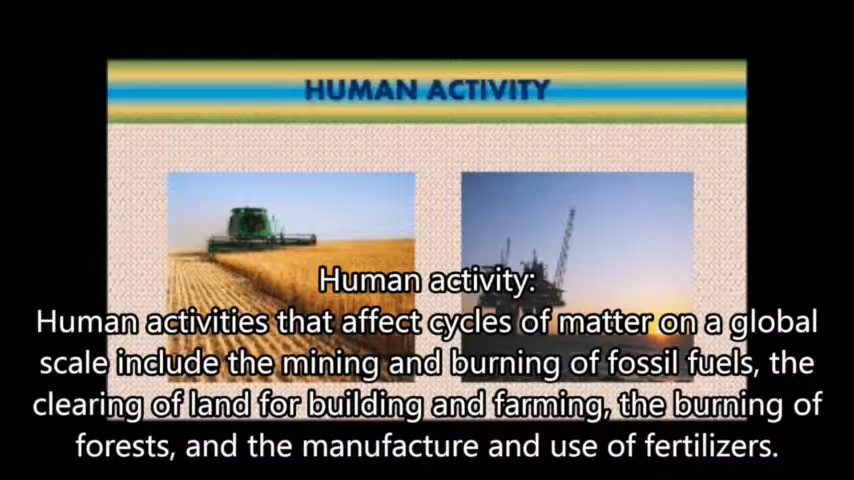 HUMAN ACTIVITY
Human activity:
Human activities that affect cycles of matter on a global
scale include the mining and burning of fossil fuels, the
clearing of land for building and farming, the burning of
forests, and the manufacture and use of fertilizers.